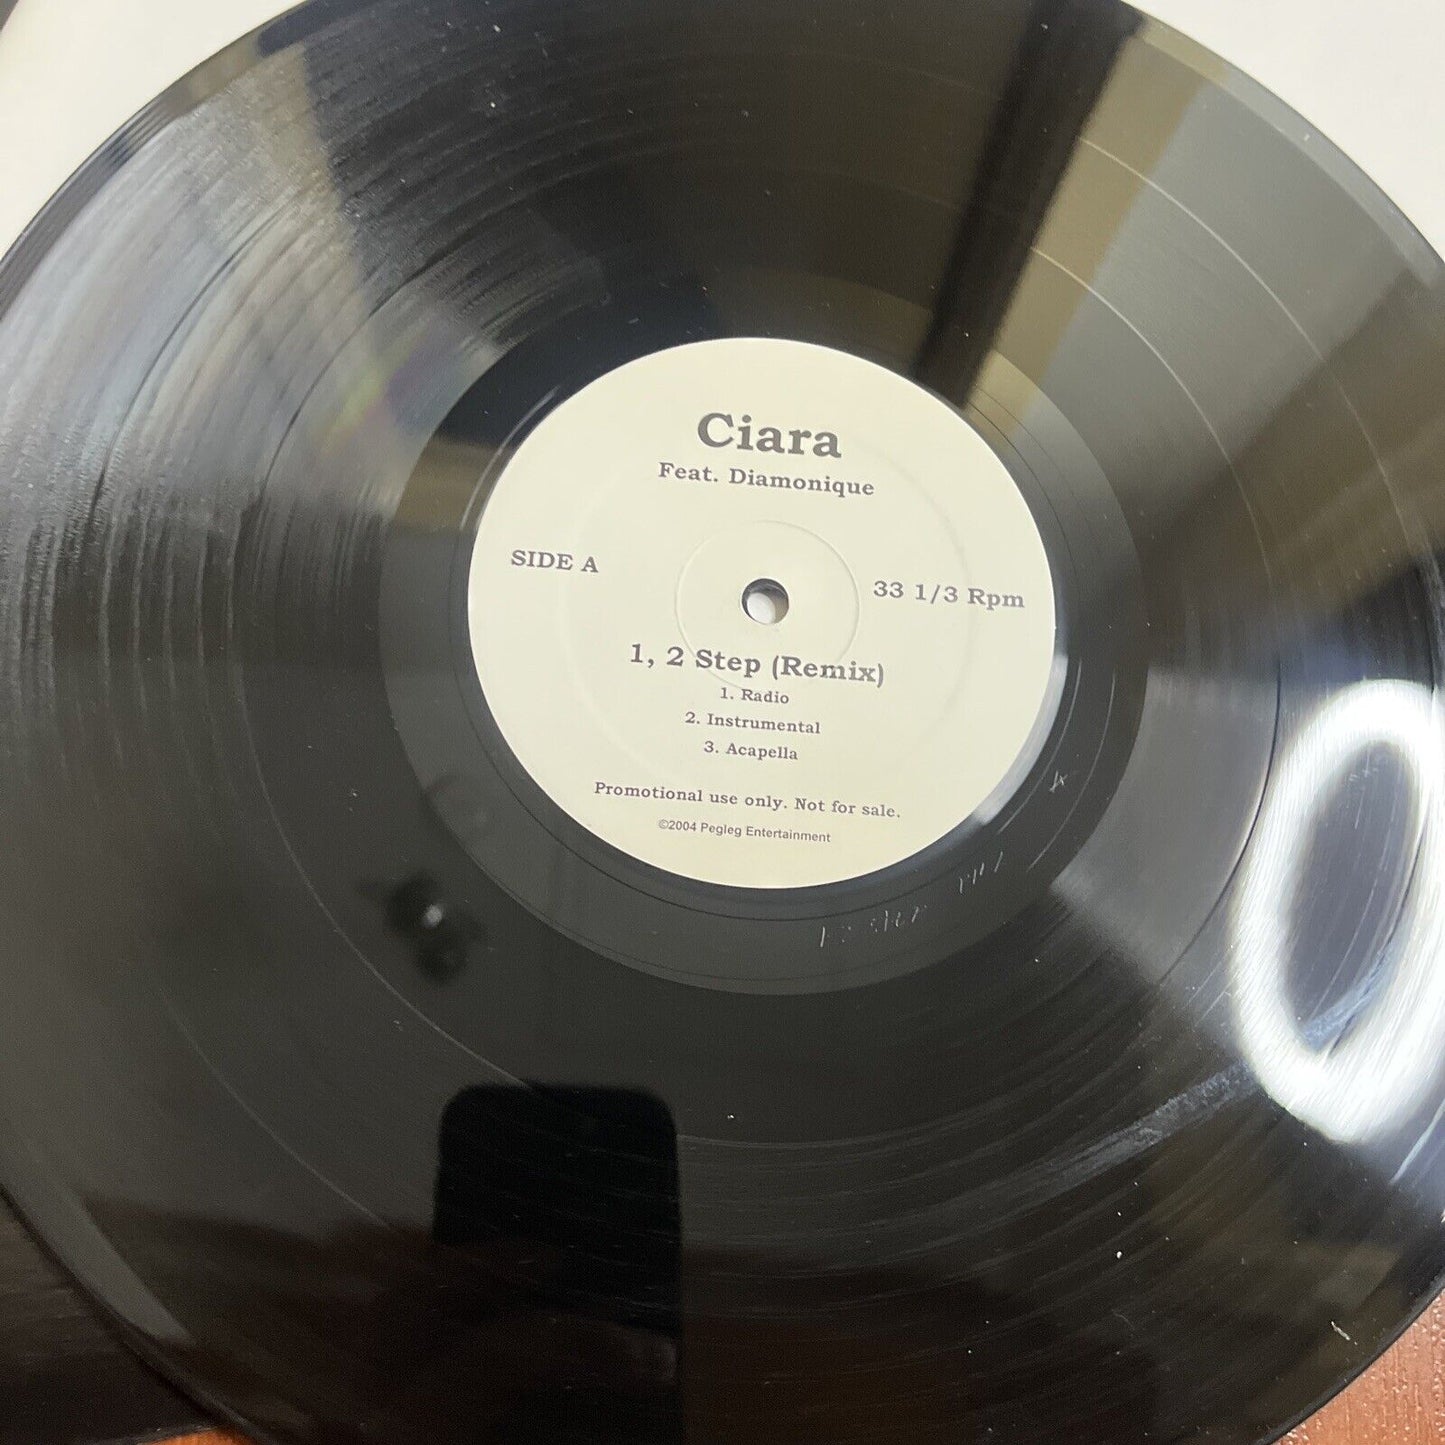 Ciara
Feat. Diamonique
SIDE A
33 1/3 Rpm
1, 2 Step (Remix)
1. Radio
2. Instrumental
3. Acapella
Promotional use only. Not for sale.
©2004 Pegleg Entertainment